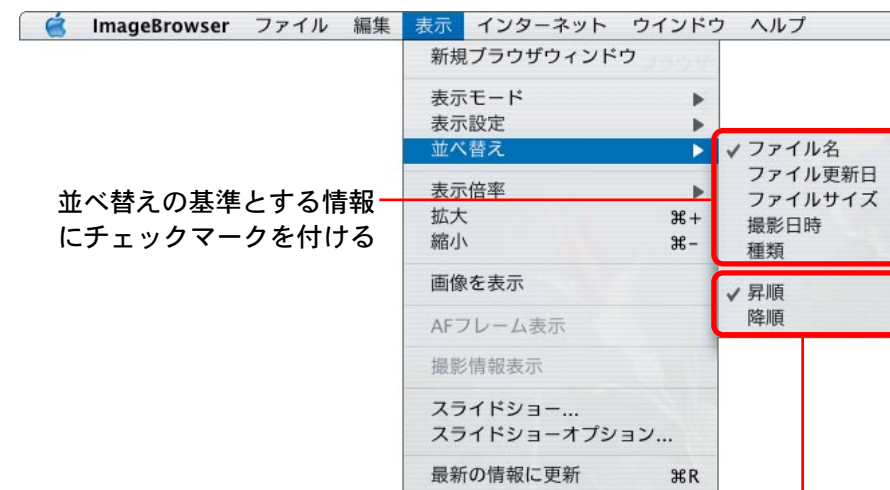 ImageBrowser ファイル 編集 表示 インターネット ウインドウ ヘルプ
新規ブラウザウィンドウ
表示モード
表示設定
並べ替え
表示倍率
拡大 ⌘+
縮小 ⌘-
画像を表示
AFフレーム表示
撮影情報表示
スライドショー...
スライドショーオプション...
最新の情報に更新 ⌘R
✓ファイル名
ファイル更新日
ファイルサイズ
撮影日時
種類
✓昇順
降順
並べ替えの基準とする情報
にチェックマークを付ける